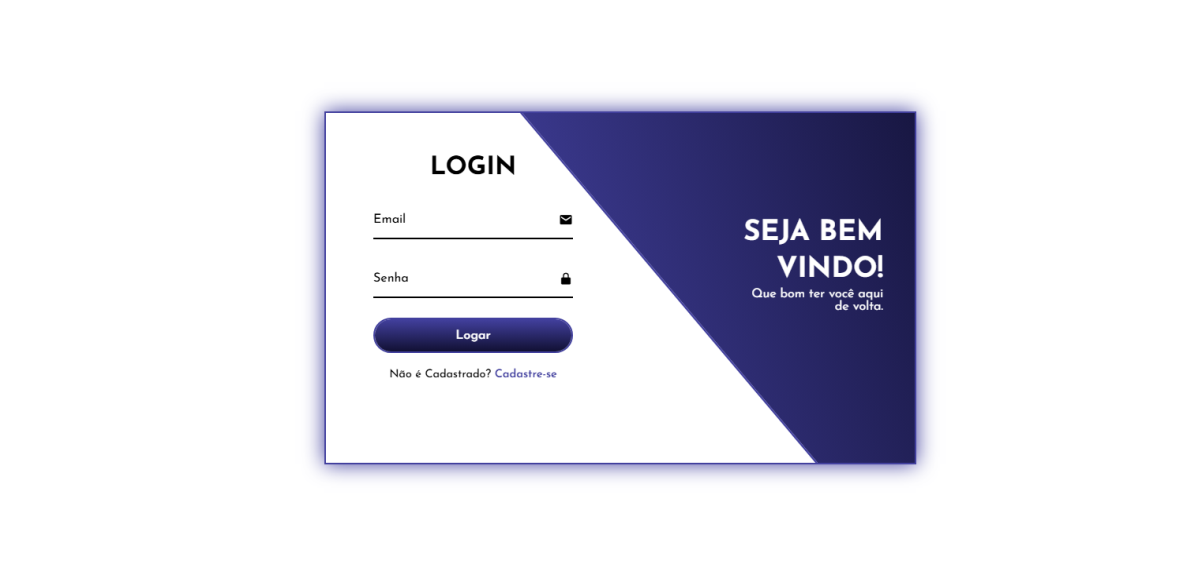 LOGIN
Email
Senha
Logar
Não é Cadastrado? Cadastre-se
SEJA BEM
VINDO!
Que bom ter você aqui
de volta.